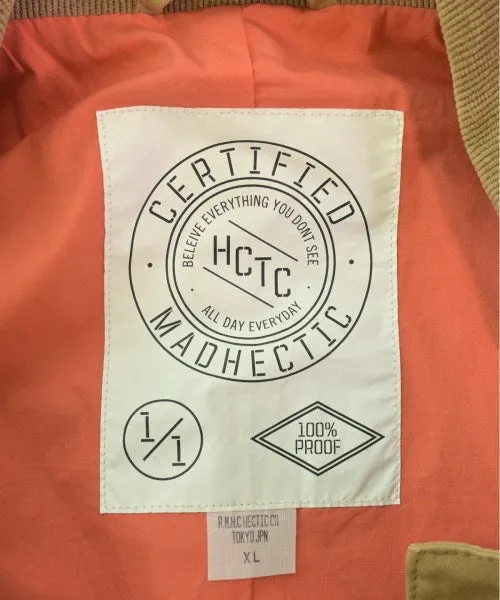 CERTIFIED
BELEIVE EVERYTHING YOU DONT SEE
HCTC
ALL DAY EVERYDAY
MADHECTIC
1/1
100%
PROOF
R.M.H.C HECTIC CO.
TOKYO.JPN
XL